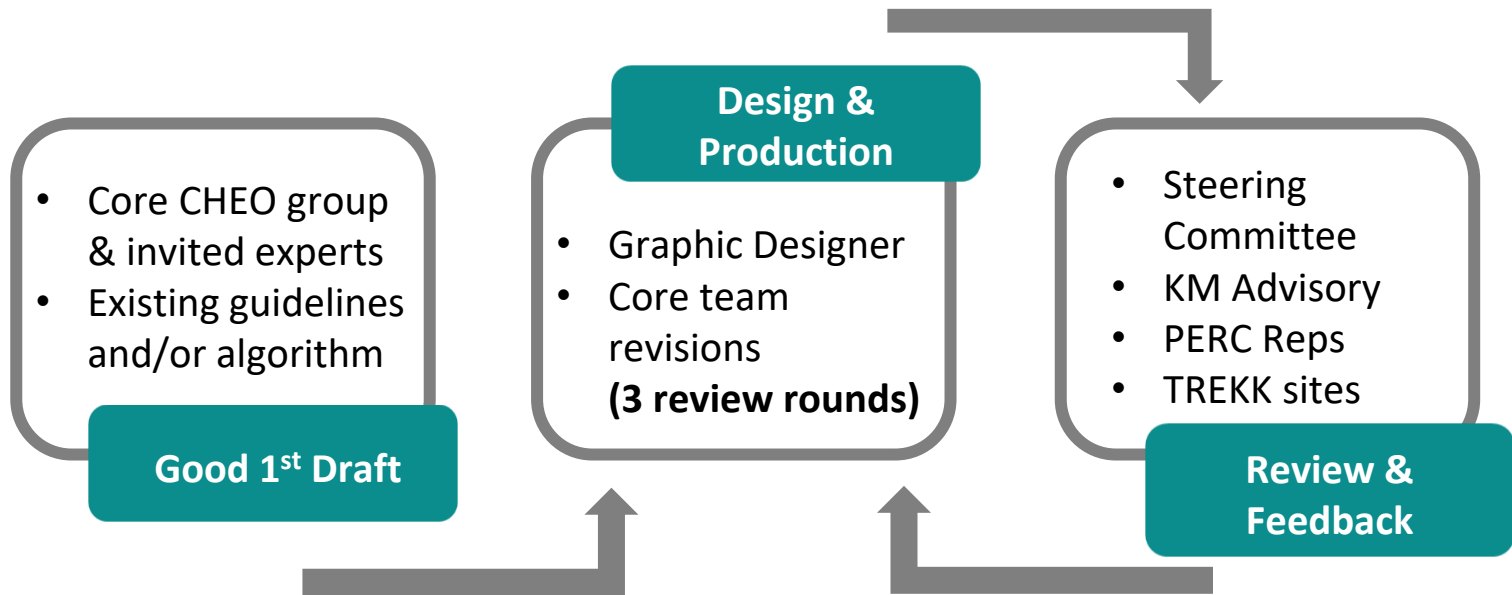 • Core CHEO group
& invited experts
• Existing guidelines
and/or algorithm
Good 1st Draft
Design &
Production
• Graphic Designer
• Core team
revisions
(3 review rounds)
• Steering
Committee
• KM Advisory
• PERC Reps
• TREKK sites
Review &
Feedback